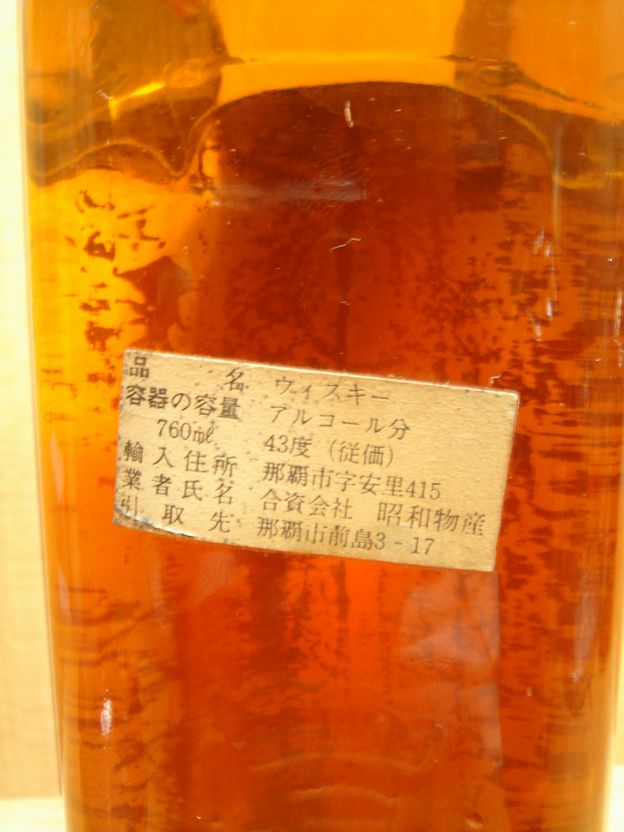 品名 ウィスキー
容器の容量 アルコール分
760ml 43度 (従価)
輸入住所 那覇市字安里415
業者氏名 合資会社 昭和物産
引取先 那覇市前島3-17